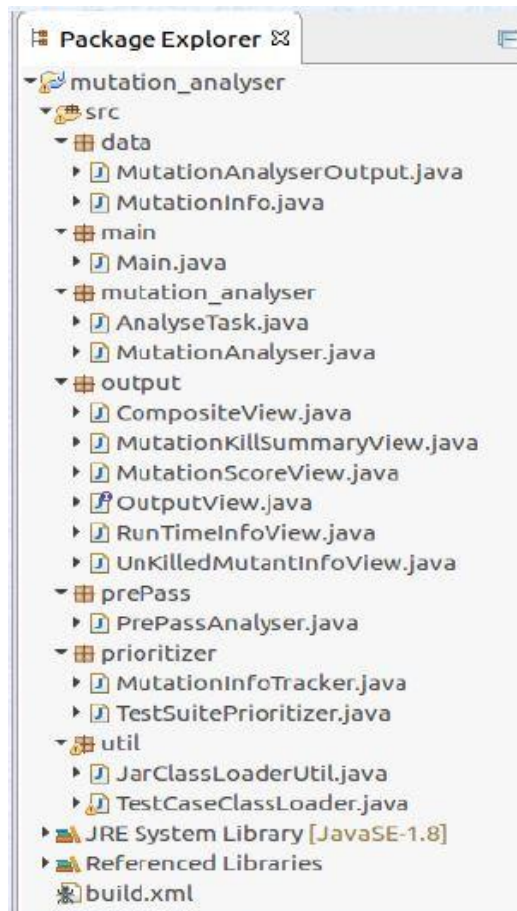 Package Explorer
mutation_analyser
src
data
MutationAnalyserOutput.java
MutationInfo.java
main
Main.java
mutation_analyser
AnalyseTask.java
MutationAnalyser.java
output
CompositeView.java
MutationKillSummaryView.java
MutationScoreView.java
OutputView.java
RunTimeInfoView.java
UnKilledMutantInfoView.java
prePass
PrePassAnalyser.java
prioritizer
MutationInfoTracker.java
TestSuitePrioritizer.java
util
JarClassLoaderUtil.java
TestCaseClassLoader.java
JRE System Library [JavaSE-1.8]
Referenced Libraries
build.xml